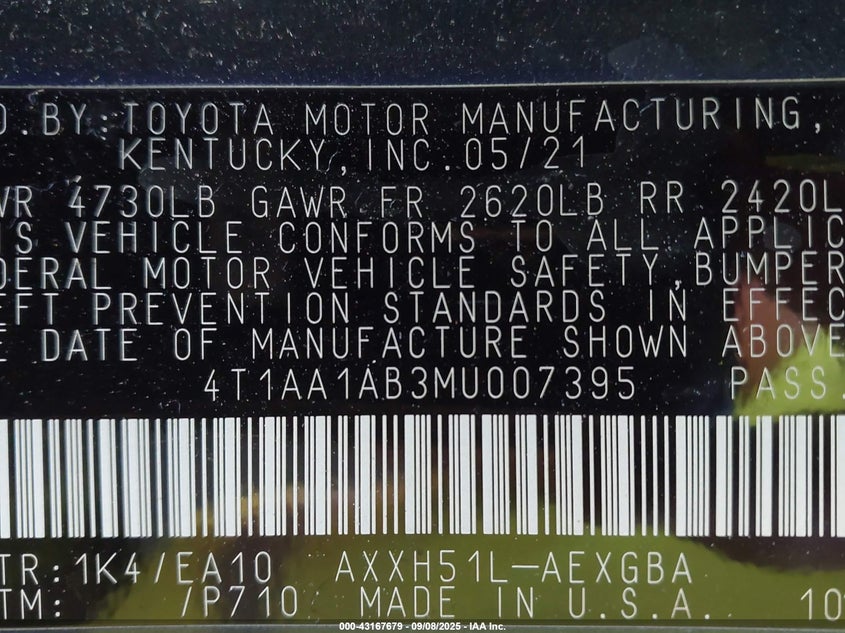 D.BY:TOYOTA MOTOR MANUFACTURING,
KENTUCKY,INC.05/21
WR 4730LB GAWR FR 2620LB RR 2420L
IS VEHICLE CONFORMS TO ALL APPLIC
DERAL MOTOR VEHICLE SAFETY,BUMPER
EFT PREVENTION STANDARDS IN EFFEC
E DATE OF MANUFACTURE SHOWN ABOVE
4T1AA1AB3MU007395 PASS.
TR:1K4/EA10 AXXH51L-AEXGBA
TM: /P710 MADE IN U.S.A. 10
000-43167679 - 09/08/2025 - IAA Inc.